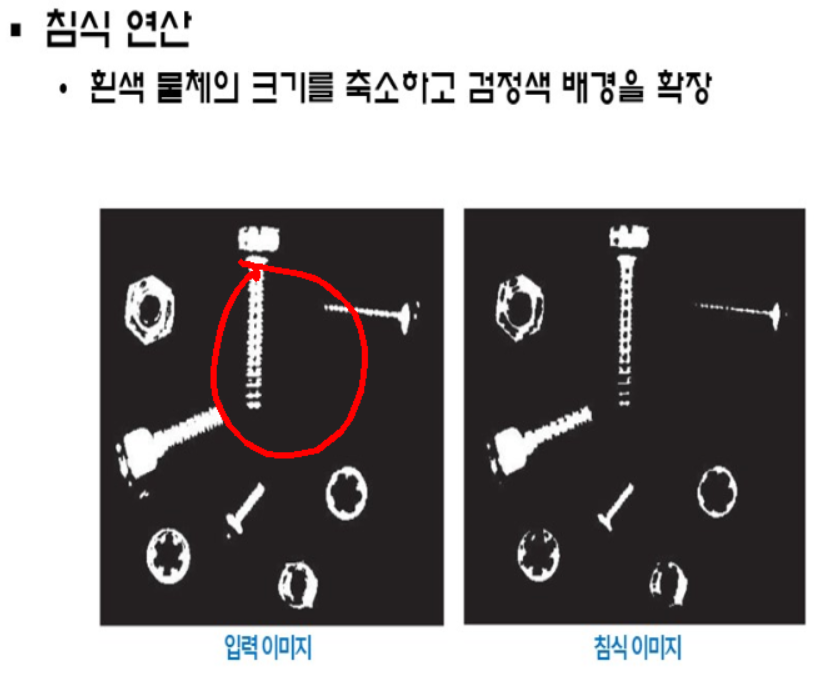 ▪ 침식 연산
• 흰색 물체의 크기를 축소하고 검정색 배경을 확장
입력 이미지
침식 이미지